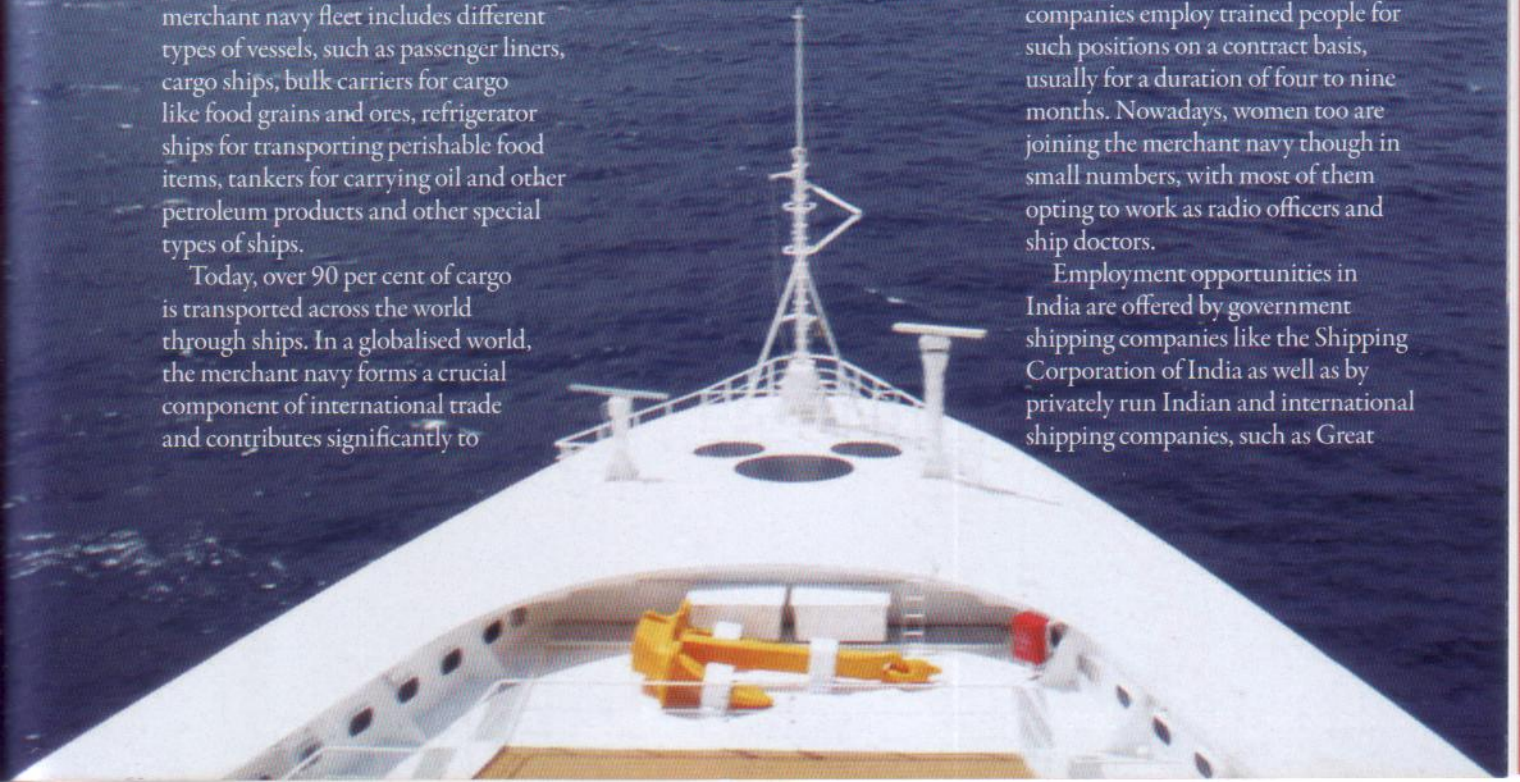 merchant navy fleet includes different
types of vessels, such as passenger liners,
cargo ships, bulk carriers for cargo
like food grains and ores, refrigerator
ships for transporting perishable food
items, tankers for carrying oil and other
petroleum products and other special
types of ships.
Today, over 90 per cent of cargo
is transported across the world
through ships. In a globalised world,
the merchant navy forms a crucial
component of international trade
and contributes significantly to
companies employ trained people for
such positions on a contract basis,
usually for a duration of four to nine
months. Nowadays, women too are
joining the merchant navy though in
small numbers, with most of them
opting to work as radio officers and
ship doctors.
Employment opportunities in
India are offered by government
shipping companies like the Shipping
Corporation of India as well as by
privately run Indian and international
shipping companies, such as Great